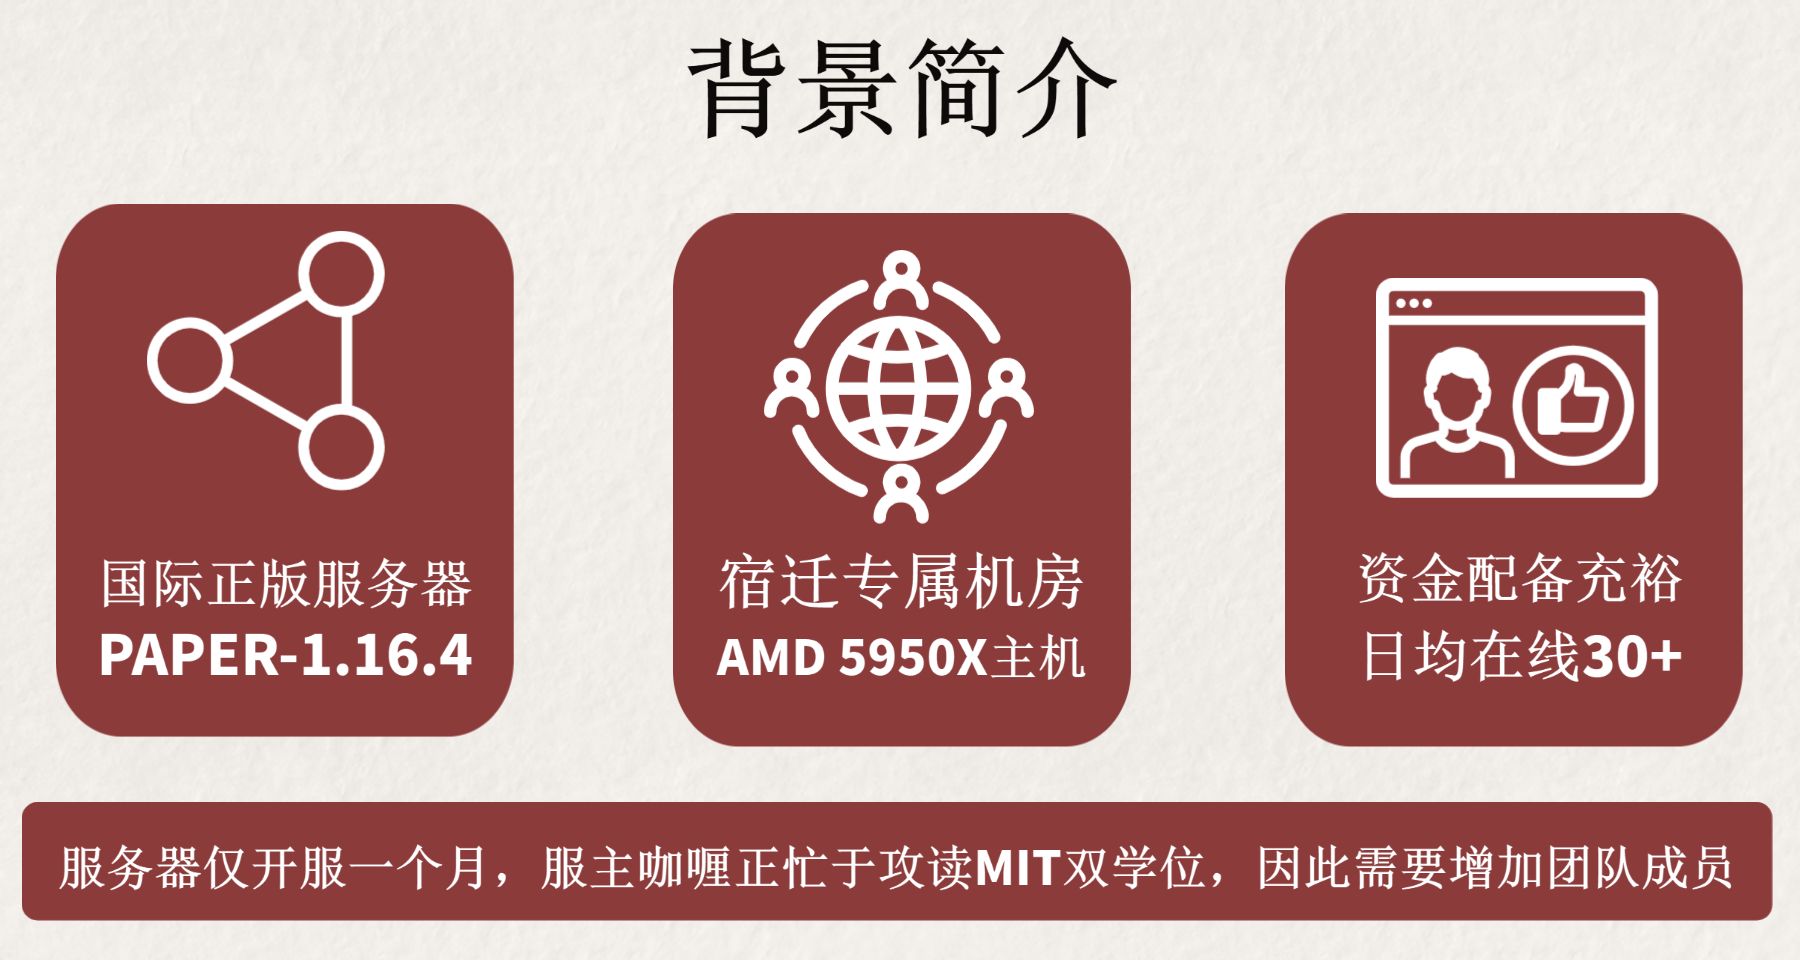 背景简介
国际正版服务器
PAPER-1.16.4
宿迁专属机房
AMD 5950X主机
资金配备充裕
日均在线30+
服务器仅开服一个月，服主咖喱正忙于攻读MIT双学位，因此需要增加团队成员